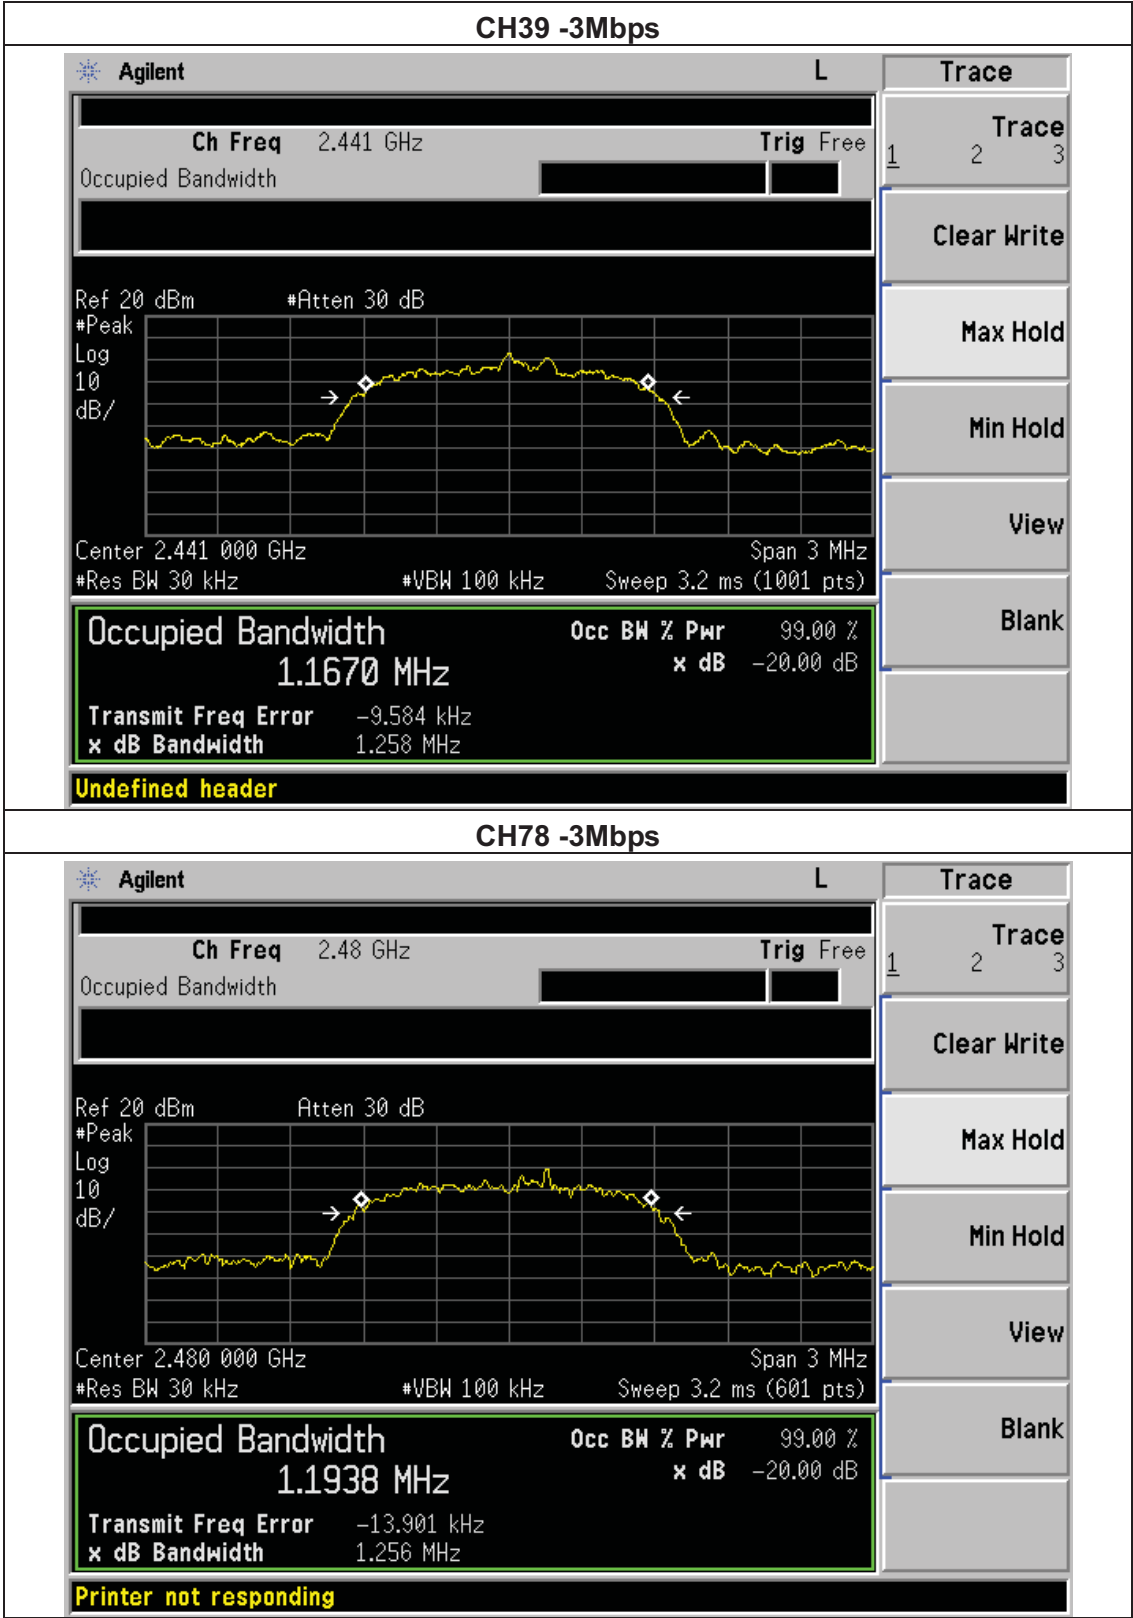 CH39 -3Mbps
Agilent L Trace
Ch Freq 2.441 GHz Trig Free
Occupied Bandwidth
Trace
1 2 3
Clear Write
Max Hold
Min Hold
View
Blank
Ref 20 dBm #Atten 30 dB
#Peak
Log
10
dB/
Center 2.441 000 GHz Span 3 MHz
#Res BW 30 kHz #VBW 100 kHz Sweep 3.2 ms (1001 pts)
Occupied Bandwidth Occ BW % Pwr 99.00 %
1.1670 MHz x dB -20.00 dB
Transmit Freq Error -9.584 kHz
x dB Bandwidth 1.258 MHz
Undefined header
CH78 -3Mbps
Agilent L Trace
Ch Freq 2.48 GHz Trig Free
Occupied Bandwidth
Trace
1 2 3
Clear Write
Max Hold
Min Hold
View
Blank
Ref 20 dBm Atten 30 dB
#Peak
Log
10
dB/
Center 2.480 000 GHz Span 3 MHz
#Res BW 30 kHz #VBW 100 kHz Sweep 3.2 ms (601 pts)
Occupied Bandwidth Occ BW % Pwr 99.00 %
1.1938 MHz x dB -20.00 dB
Transmit Freq Error -13.901 kHz
x dB Bandwidth 1.256 MHz
Printer not responding